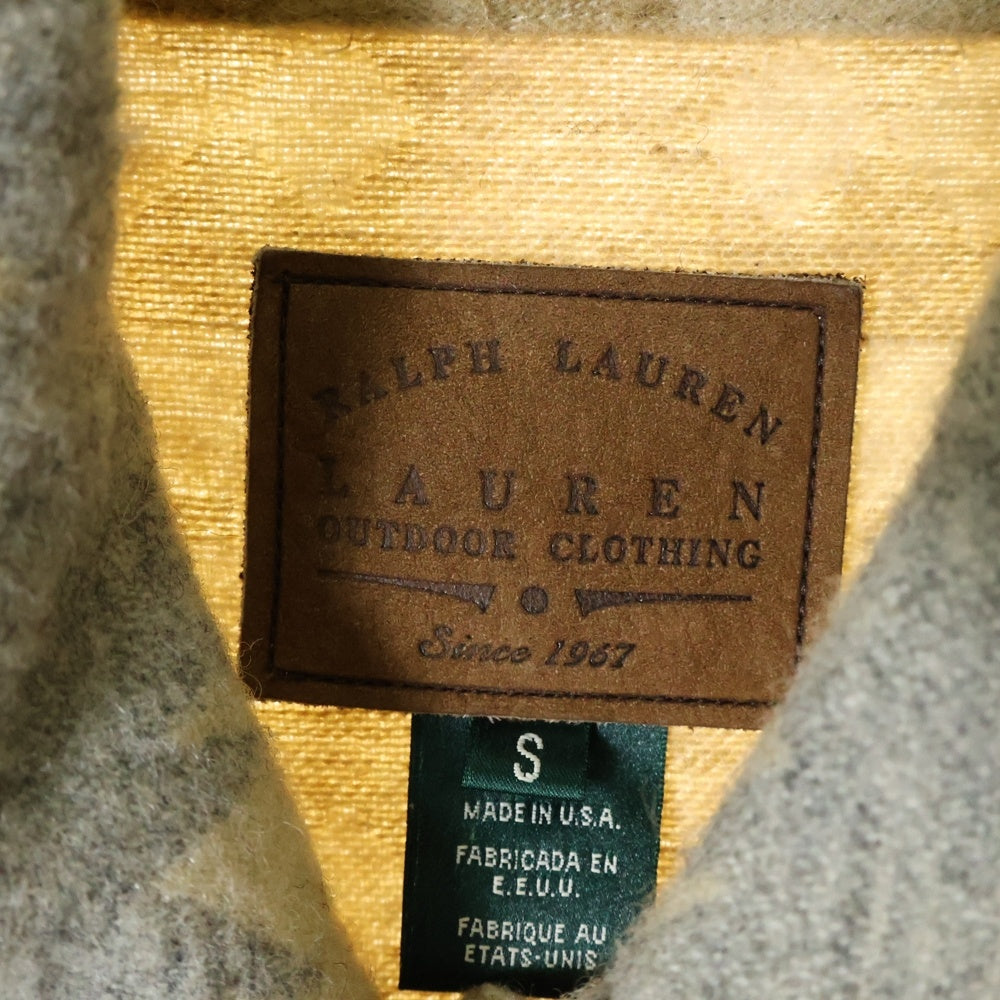 RALPH LAUREN
LAUREN
OUTDOOR CLOTHING
Since 1967
S
MADE IN U.S.A.
FABRICADA EN
E.E.U.U.
FABRIQUE AU
ETATS-UNIS